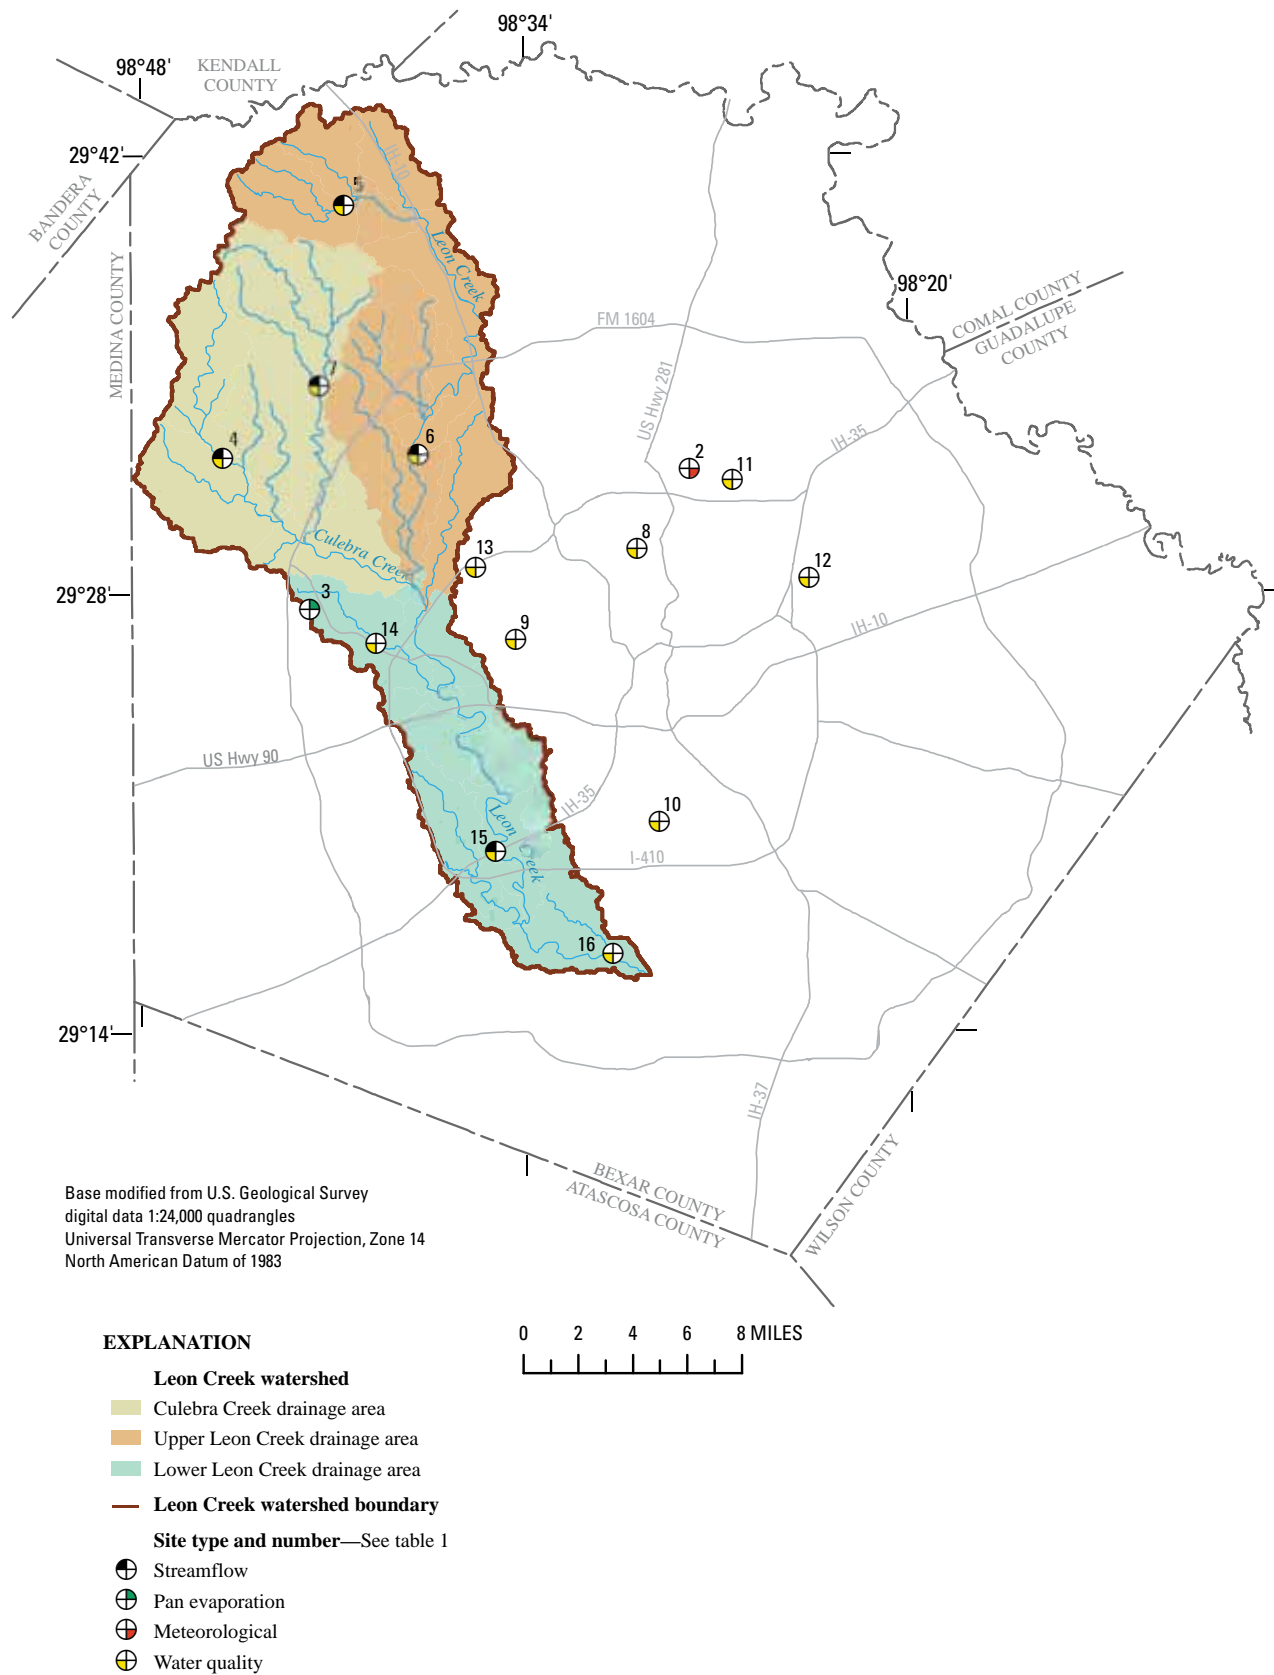 98°34'
98°48'
KENDALL
COUNTY
29°42'
IH-10
BANDERA
COUNTY
5
Leon Creek
MEDINA COUNTY
98°20'
COMAL COUNTY
GUADALUPE
COUNTY
FM 1604
US Hwy 281
7
IH-35
4
6
2
11
Culebra Creek
8
13
12
29°28'
3
14
9
IH-10
US Hwy 90
IH-35
Leon Creek
10
15
I-410
16
29°14'
IH-37
BEXAR COUNTY
ATASCOSA COUNTY
WILSON COUNTY
Base modified from U.S. Geological Survey
digital data 1:24,000 quadrangles
Universal Transverse Mercator Projection, Zone 14
North American Datum of 1983
0 2 4 6 8 MILES
EXPLANATION
Leon Creek watershed
Culebra Creek drainage area
Upper Leon Creek drainage area
Lower Leon Creek drainage area
Leon Creek watershed boundary
Site type and number—See table 1
Streamflow
Pan evaporation
Meteorological
Water quality